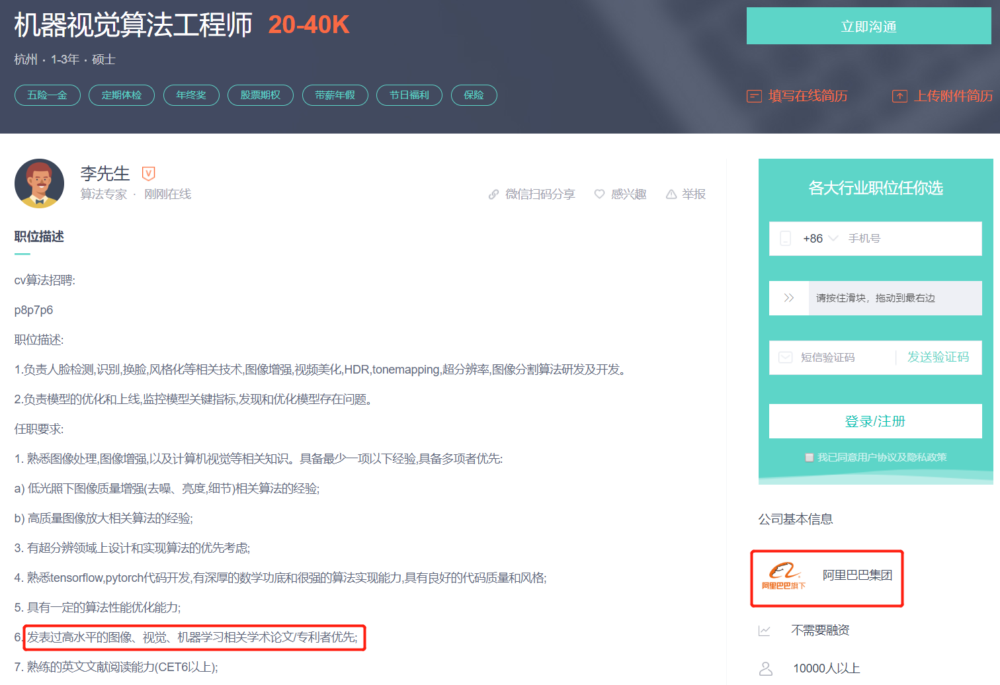 机器视觉算法工程师 20-40K
杭州 · 1-3年 · 硕士
五险一金 定期体检 年终奖 股票期权 带薪年假 节日福利 保险
立即沟通
填写在线简历 上传附件简历
李先生
算法专家 · 刚刚在线
微信扫码分享 感兴趣 举报
职位描述
cv算法招聘:
p8p7p6
职位描述:
1.负责人脸检测,识别,换脸,风格化等相关技术,图像增强,视频美化,HDR,tonemapping,超分辨率,图像分割算法研发及开发。
2.负责模型的优化和上线,监控模型关键指标,发现和优化模型存在问题。
任职要求:
1. 熟悉图像处理,图像增强,以及计算机视觉等相关知识。具备最少一项以下经验,具备多项者优先:
a) 低光照下图像质量增强(去噪、亮度,细节)相关算法的经验;
b) 高质量图像放大相关算法的经验;
3. 有超分辨领域上设计和实现算法的优先考虑;
4. 熟悉tensorflow,pytorch代码开发,有深厚的数学功底和很强的算法实现能力,具有良好的代码质量和风格;
5. 具有一定的算法性能优化能力;
6. 发表过高水平的图像、视觉、机器学习相关学术论文/专利者优先;
7. 熟练的英文文献阅读能力(CET6以上);
各大行业职位任你选
+86 手机号
请按住滑块，拖动到最右边
短信验证码 发送验证码
登录/注册
我已同意用户协议及隐私政策
公司基本信息
阿里巴巴旗下 阿里巴巴集团
不需要融资
10000人以上